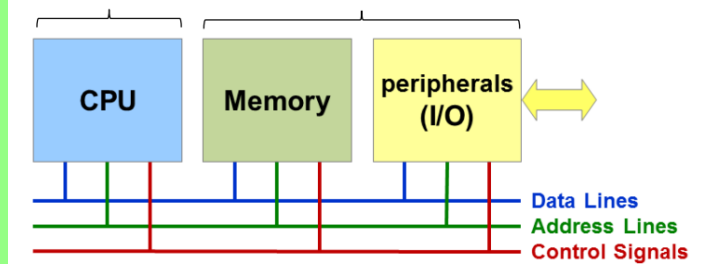 CPU
Memory
peripherals
(I/O)
Data Lines
Address Lines
Control Signals